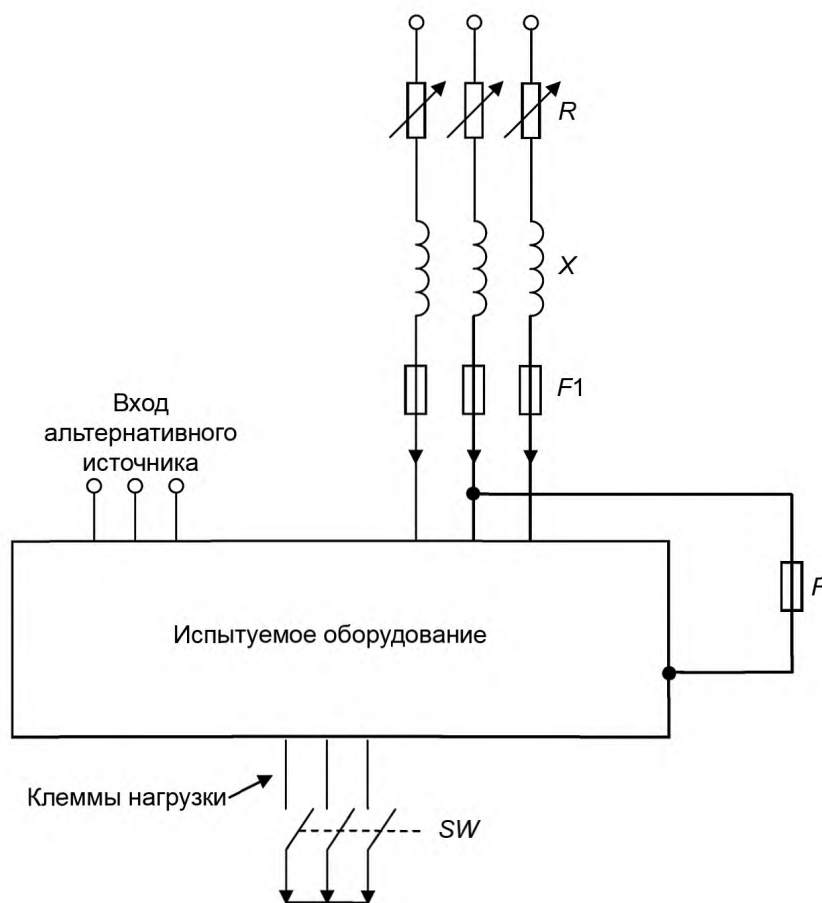 R
X
F1
Вход
альтернативного
источника
F
Испытуемое оборудование
Клеммы нагрузки
SW